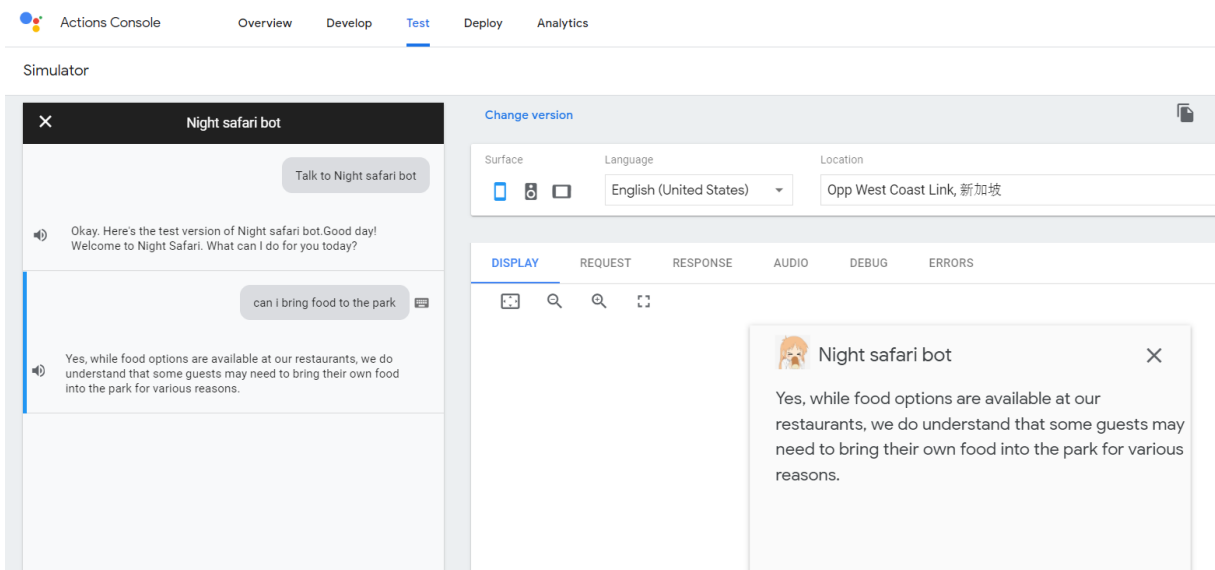 Actions Console
Overview
Develop
Test
Deploy
Analytics
Simulator
Night safari bot
Talk to Night safari bot
Okay. Here's the test version of Night safari bot.Good day!
Welcome to Night Safari. What can I do for you today?
can i bring food to the park
Yes, while food options are available at our restaurants, we do
understand that some guests may need to bring their own food
into the park for various reasons.
Change version
Surface
Language
Location
English (United States)
Opp West Coast Link, 新加坡
DISPLAY
REQUEST
RESPONSE
AUDIO
DEBUG
ERRORS
Night safari bot
Yes, while food options are available at our
restaurants, we do understand that some guests may
need to bring their own food into the park for various
reasons.